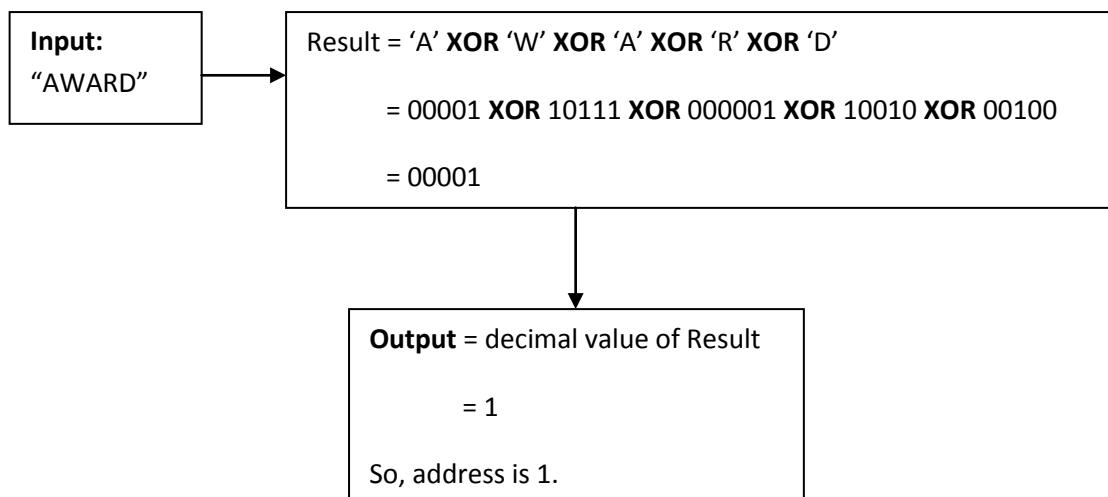 Input:
“AWARD”
Result = ‘A’ XOR ‘W’ XOR ‘A’ XOR ‘R’ XOR ‘D’
= 00001 XOR 10111 XOR 000001 XOR 10010 XOR 00100
= 00001
Output = decimal value of Result
= 1
So, address is 1.